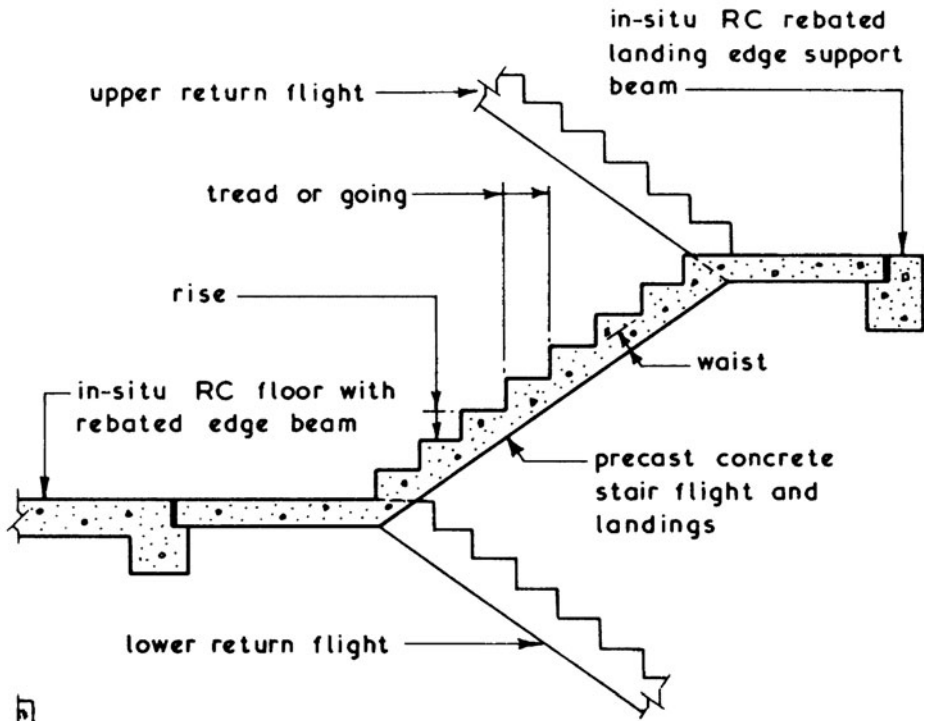 in-situ RC rebated
landing edge support
beam
upper return flight
tread or going
rise
waist
in-situ RC floor with
rebated edge beam
precast concrete
stair flight and
landings
lower return flight